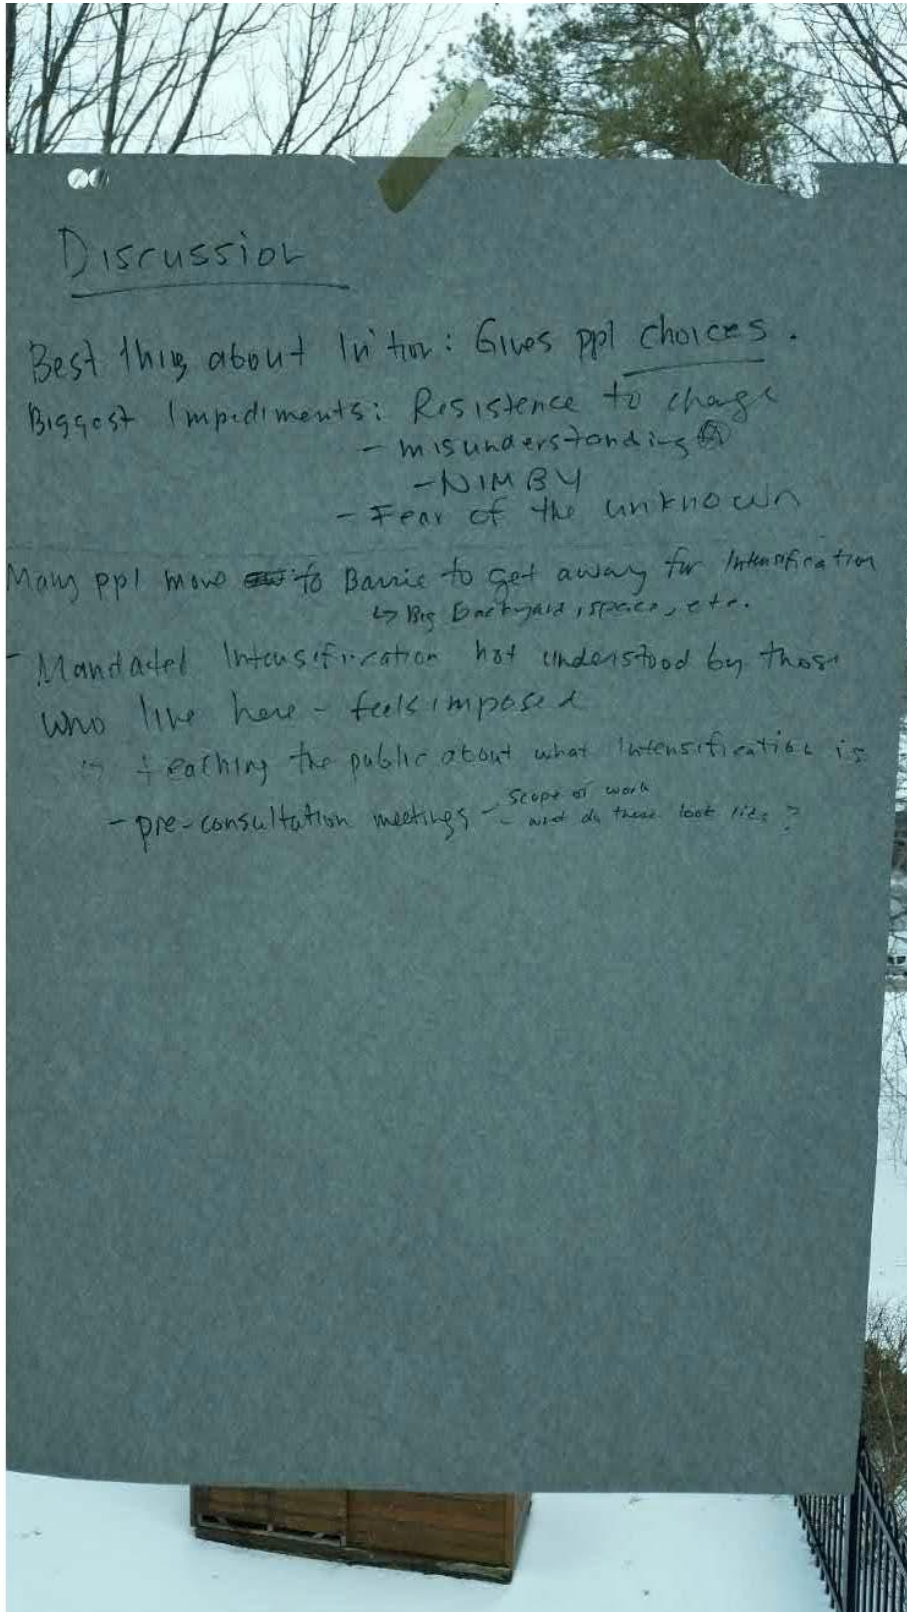 Discussion
Best thing about In'tion: Gives ppl choices.
Biggest Impediments: Resistence to change
- misunderstanding
- NIMBY
- Fear of the unknown
Many ppl move to Barrie to get away for Intensification
↳ Big Backyard, space, etc.
- Mandated Intensification not understood by those
who live here - feels imposed
↳ teaching the public about what Intensification is
- pre-consultation meetings - Scope of work
- what do these look like?